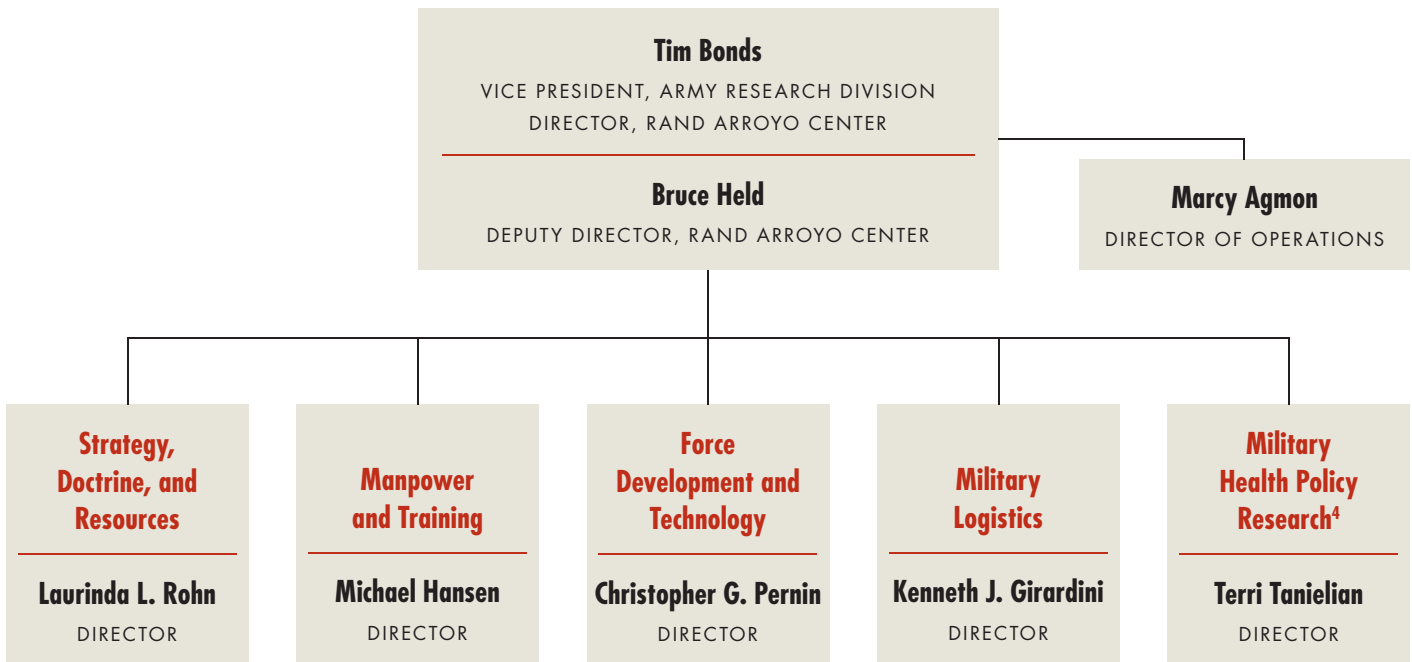 Tim Bonds
VICE PRESIDENT, ARMY RESEARCH DIVISION
DIRECTOR, RAND ARROYO CENTER
Bruce Held
DEPUTY DIRECTOR, RAND ARROYO CENTER
Marcy Agmon
DIRECTOR OF OPERATIONS
Strategy,
Doctrine, and
Resources
Laurinda L. Rohn
DIRECTOR
Manpower
and Training
Michael Hansen
DIRECTOR
Force
Development and
Technology
Christopher G. Pernin
DIRECTOR
Military
Logistics
Kenneth J. Girardini
DIRECTOR
Military
Health Policy
Research⁴
Terri Tanielian
DIRECTOR